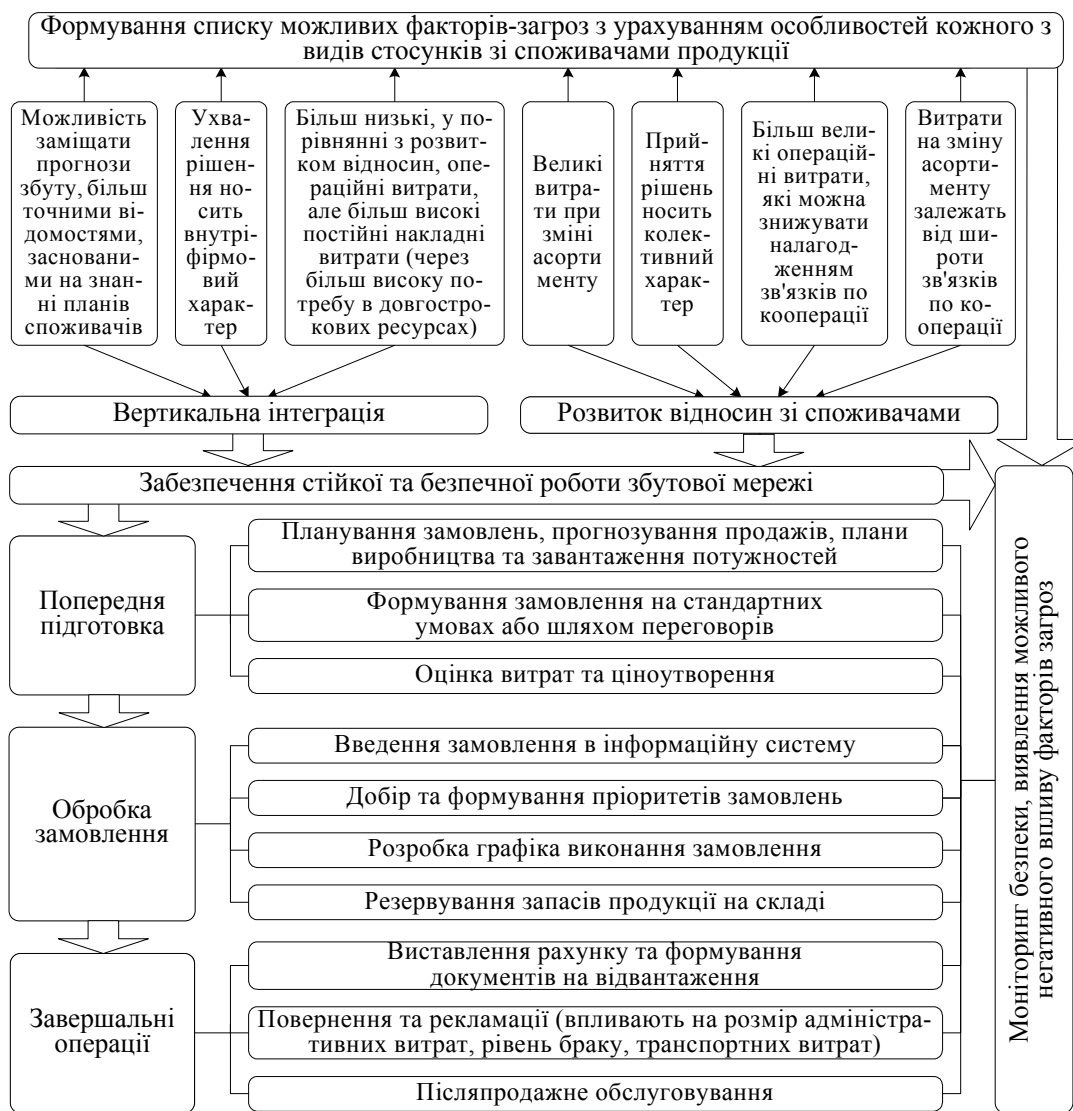 Формування списку можливих факторів-загроз з урахуванням особливостей кожного з
видів стосунків зі споживачами продукції
Можливість
заміщати
прогнози
збуту, більш
точними ві-
домостями,
заснованими
на знан-
ні планів
споживачів
Ухва-
лення
рішен-
ня но-
сить
внутрі-
фірмо-
вий
харак-
тер
Більш низькі, у по-
рівнянні з розвит-
ком відносин, опе-
раційні витрати,
але більш високі
постійні накладні
витрати (через
більш високу по-
требу в довгостро-
кових ресурсах)
Великі
витра-
ти при
зміні
асорти-
менту
Прий-
няття
рішень
носить
колек-
тивний
харак-
тер
Більш вели-
кі операцій-
ні витрати,
які можна
знижувати
налагод-
женням
зв'язків по
кооперації
Витрати
на зміну
асорти-
менту
залежать
від ши-
роти
зв'язків
по ко-
операції
Вертикальна інтеграція
Розвиток відносин зі споживачами
Забезпечення стійкої та безпечної роботи збутової мережі
Попередня
підготовка
Планування замовлень, прогнозування продажів, плани
виробництва та завантаження потужностей
Формування замовлення на стандартних
умовах або шляхом переговорів
Оцінка витрат та ціноутворення
Обробка
замовлення
Введення замовлення в інформаційну систему
Добір та формування пріоритетів замовлень
Розробка графіка виконання замовлення
Резервування запасів продукції на складі
Завершальні
операції
Виставлення рахунку та формування
документів на відвантаження
Повернення та рекламації (впливають на розмір адміністра-
тивних витрат, рівень браку, транспортних витрат)
Післяпродажне обслуговування
Моніторинг безпеки, виявлення можливого
негативного впливу факторів загроз